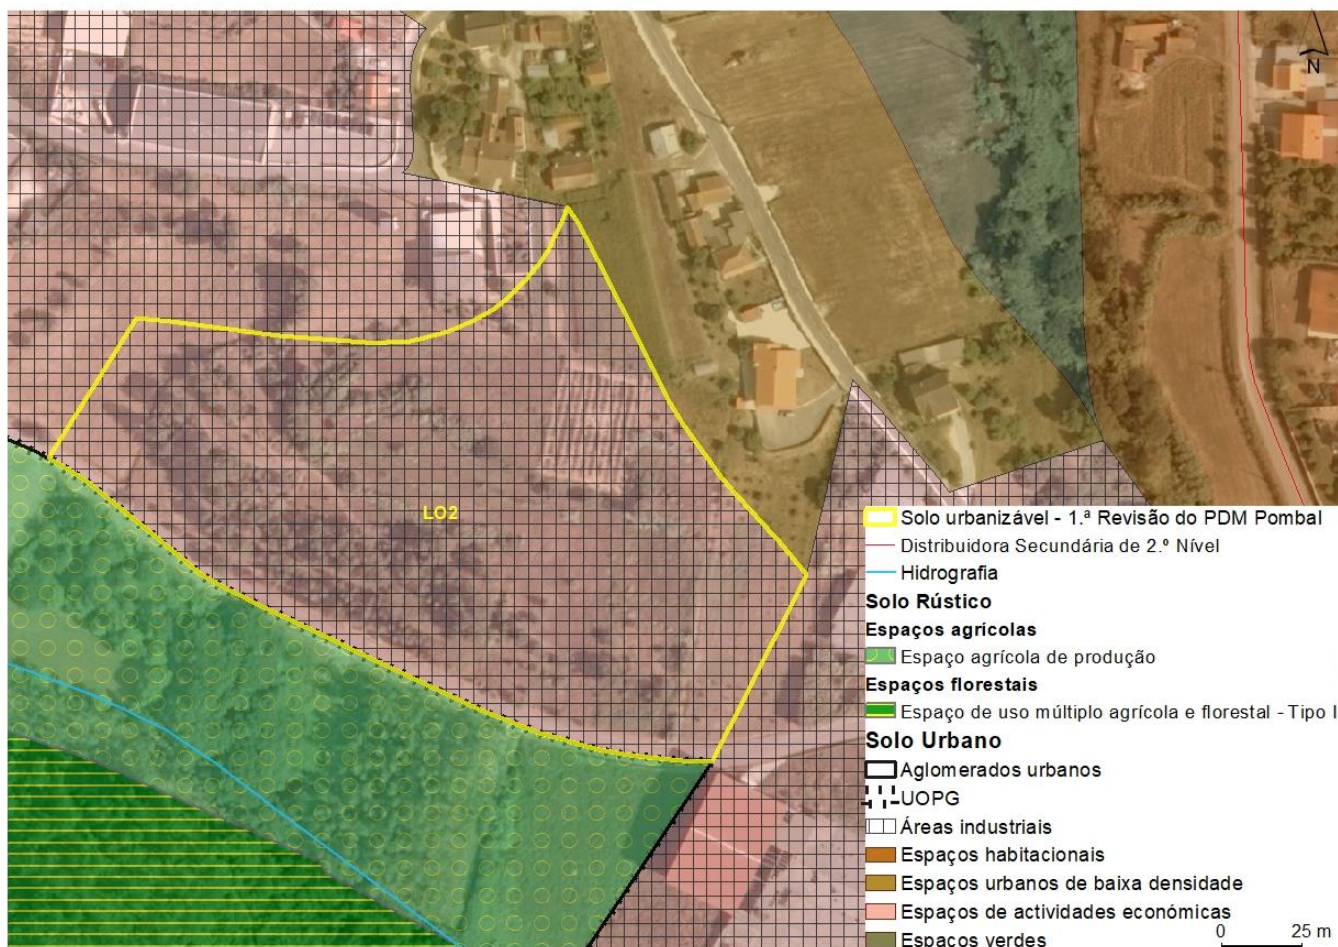 N
LO2
Solo urbanizável - 1.ª Revisão do PDM Pombal
Distribuidora Secundária de 2.º Nível
Hidrografia
Solo Rústico
Espaços agrícolas
Espaço agrícola de produção
Espaços florestais
Espaço de uso múltiplo agrícola e florestal - Tipo I
Solo Urbano
Aglomerados urbanos
UOPG
Áreas industriais
Espaços habitacionais
Espaços urbanos de baixa densidade
Espaços de actividades económicas
Espaços verdes
0 25 m